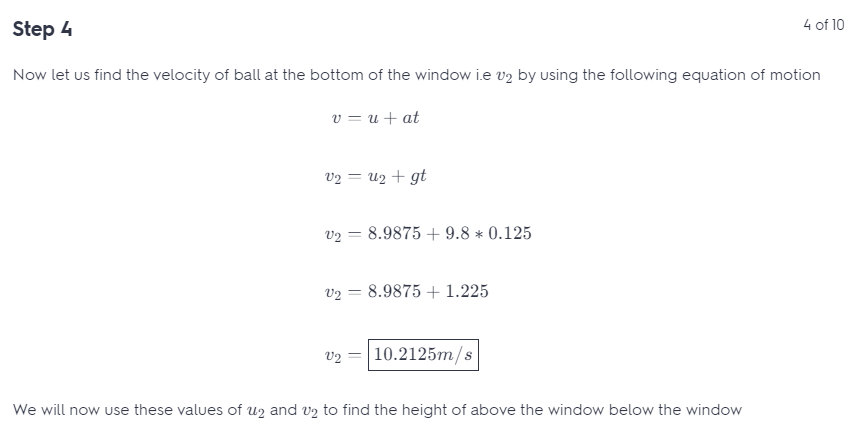 Step 4
4 of 10
Now let us find the velocity of ball at the bottom of the window i.e v₂ by using the following equation of motion
v = u + at
v₂ = u₂ + gt
v₂ = 8.9875 + 9.8 * 0.125
v₂ = 8.9875 + 1.225
v₂ = 10.2125m/s
We will now use these values of u₂ and v₂ to find the height of above the window below the window